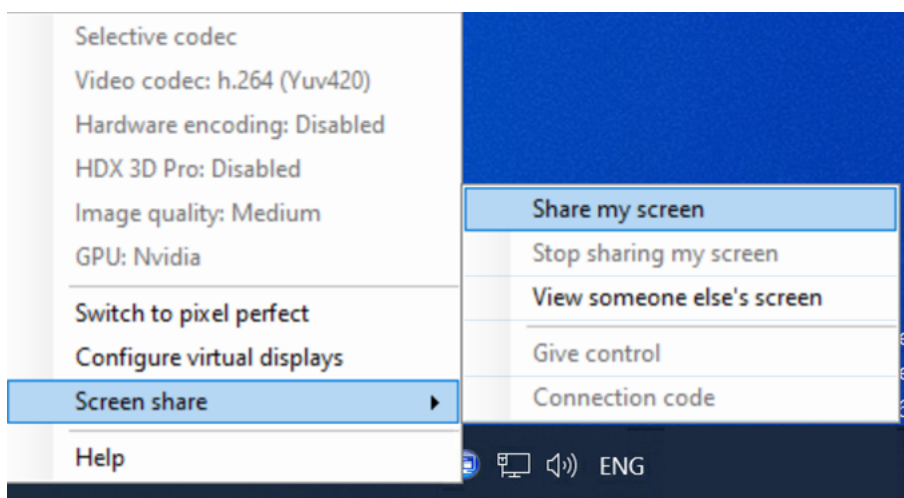 Selective codec
Video codec: h.264 (Yuv420)
Hardware encoding: Disabled
HDX 3D Pro: Disabled
Image quality: Medium
GPU: Nvidia
Switch to pixel perfect
Configure virtual displays
Screen share
Help
Share my screen
Stop sharing my screen
View someone else's screen
Give control
Connection code
ENG